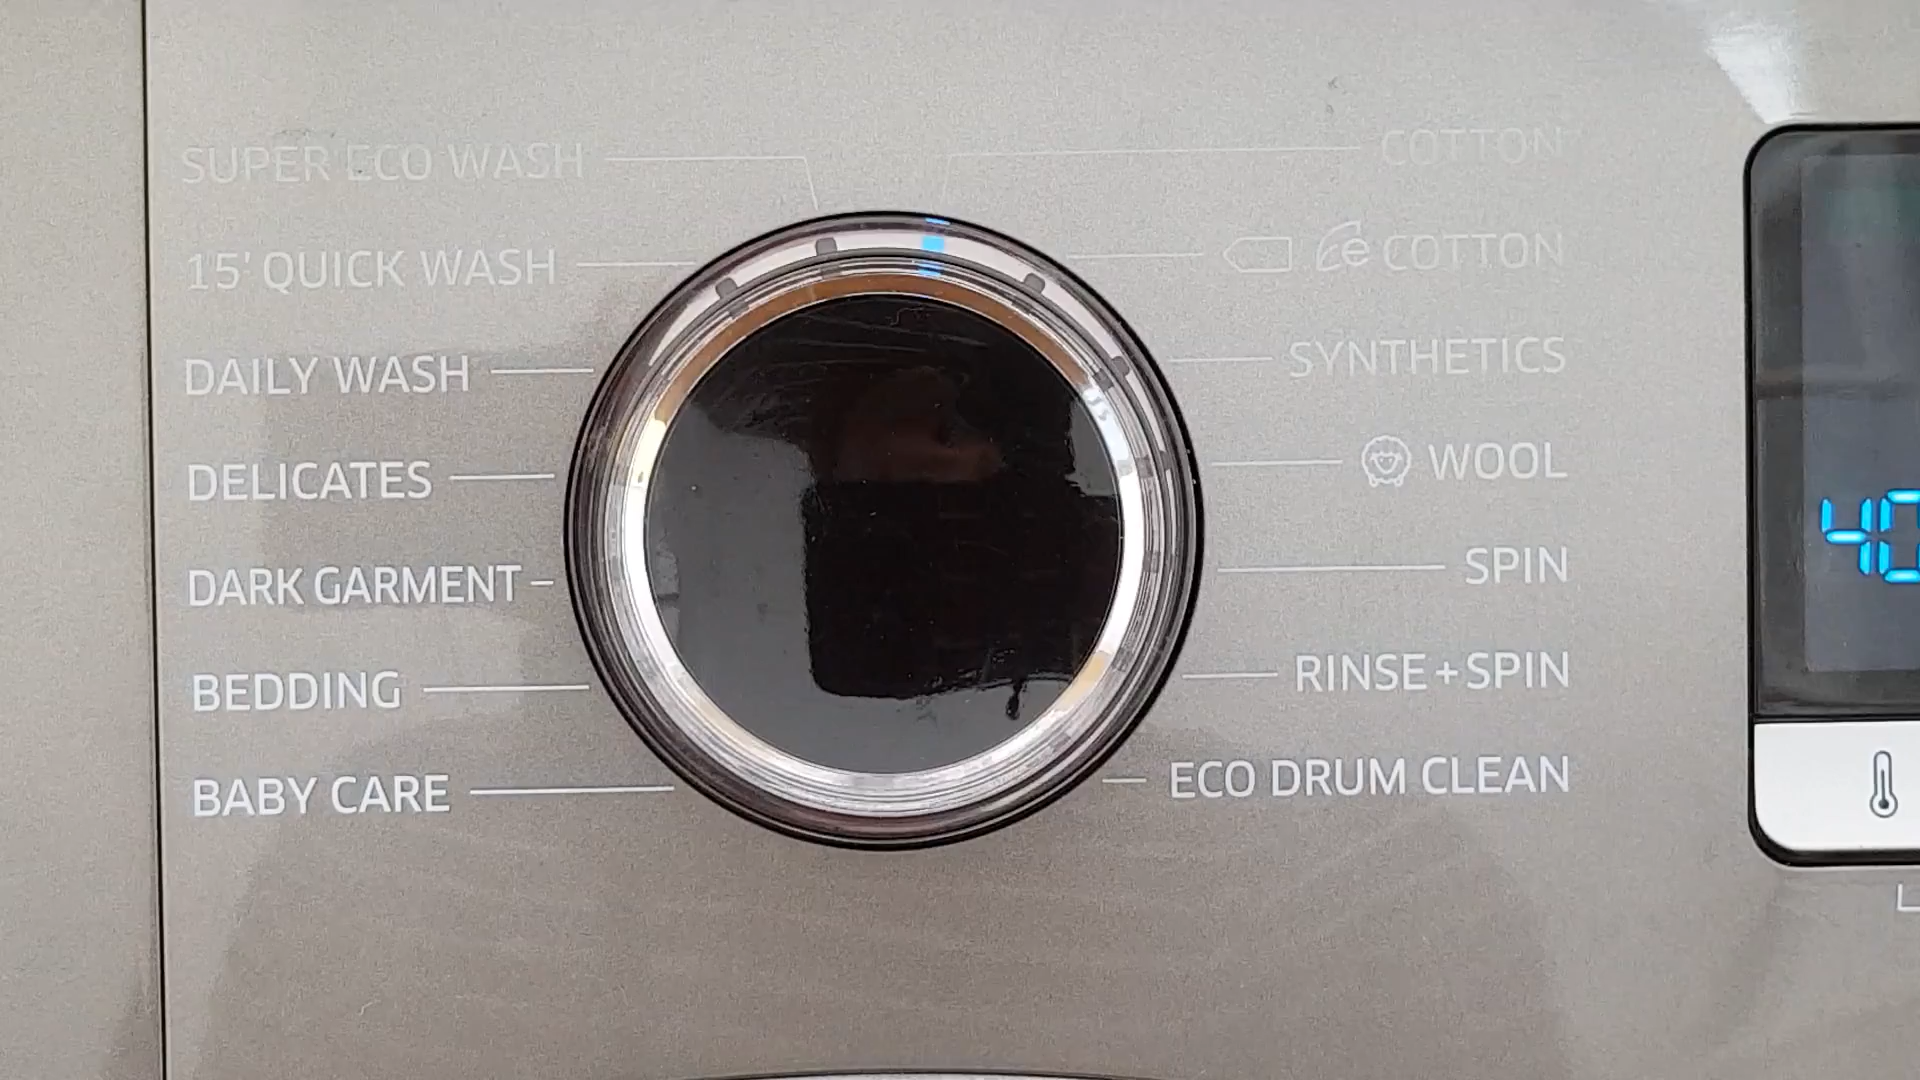 SUPER ECO WASH
15' QUICK WASH
DAILY WASH
DELICATES
DARK GARMENT
BEDDING
BABY CARE
COTTON
e COTTON
SYNTHETICS
WOOL
SPIN
RINSE+SPIN
ECO DRUM CLEAN
40